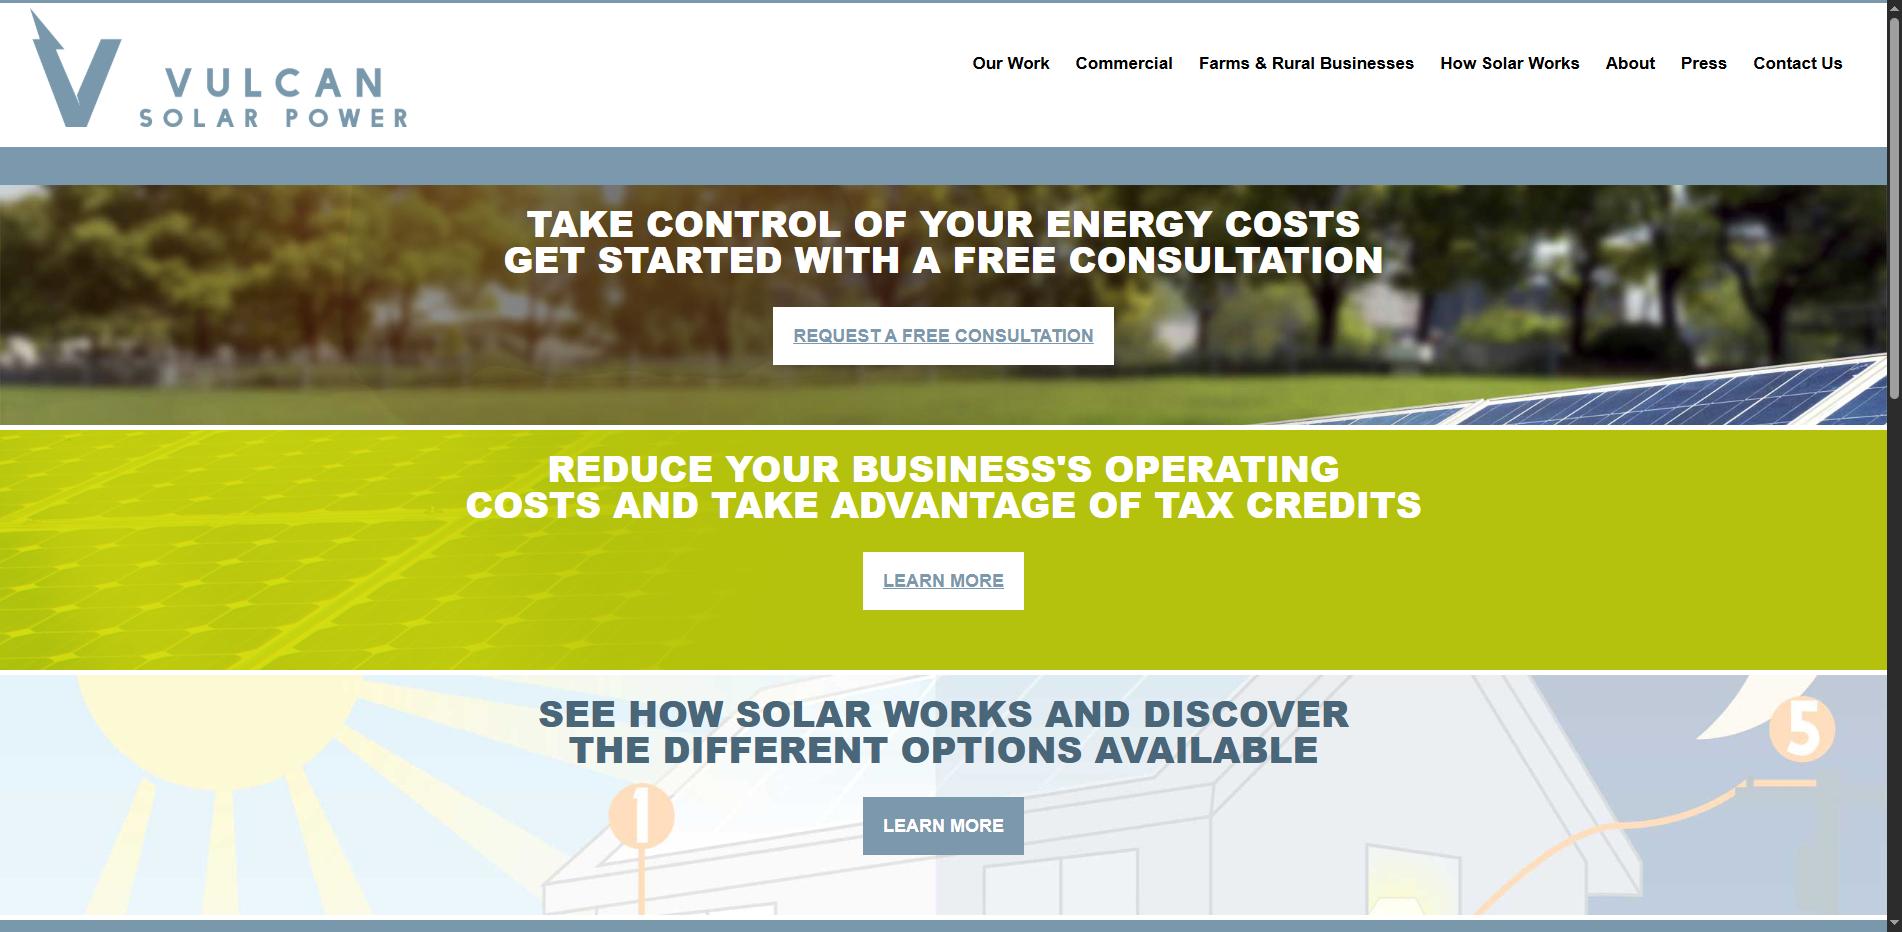 VULCAN
SOLAR POWER
Our Work Commercial Farms & Rural Businesses How Solar Works About Press Contact Us
TAKE CONTROL OF YOUR ENERGY COSTS
GET STARTED WITH A FREE CONSULTATION
REQUEST A FREE CONSULTATION
REDUCE YOUR BUSINESS'S OPERATING
COSTS AND TAKE ADVANTAGE OF TAX CREDITS
LEARN MORE
SEE HOW SOLAR WORKS AND DISCOVER
THE DIFFERENT OPTIONS AVAILABLE
5
1
LEARN MORE